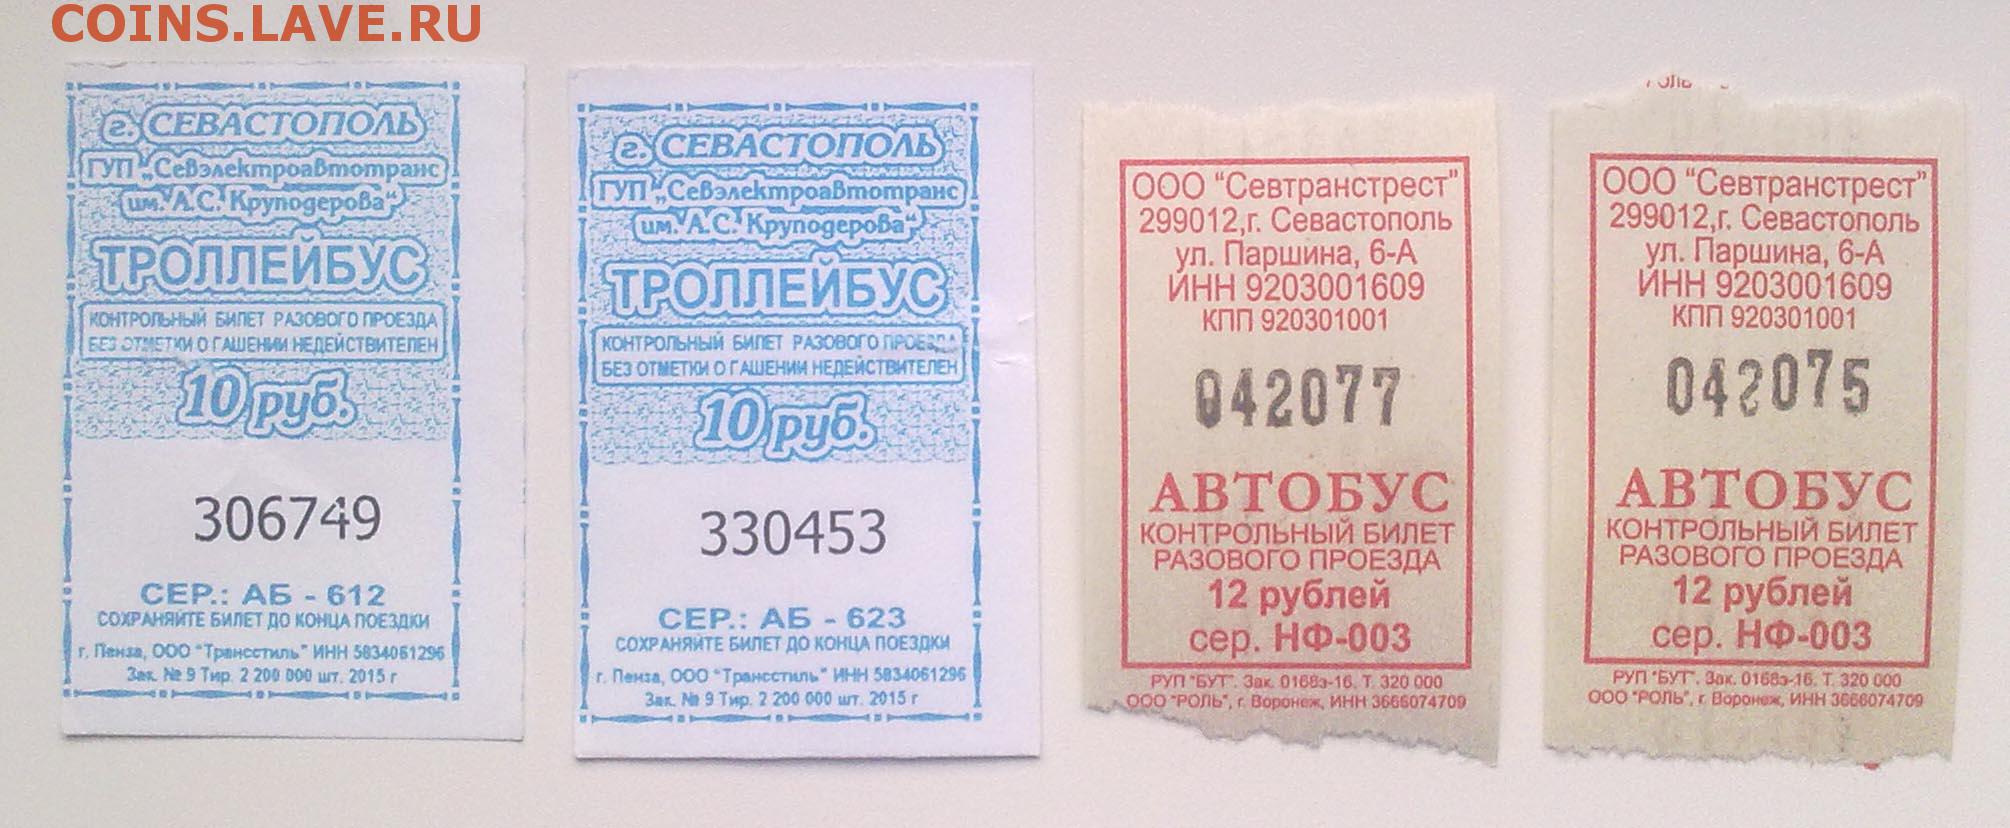 COINS.LAVE.RU
г. СЕВАСТОПОЛЬ
ГУП „Севэлектроавтотранс
им. А.С. Круподерова“
ТРОЛЛЕЙБУС
КОНТРОЛЬНЫЙ БИЛЕТ РАЗОВОГО ПРОЕЗДА
БЕЗ ОТМЕТКИ О ГАШЕНИИ НЕДЕЙСТВИТЕЛЕН
10 руб.
306749
СЕР.: АБ - 612
СОХРАНЯЙТЕ БИЛЕТ ДО КОНЦА ПОЕЗДКИ
г. Пенза, ООО "Трансстиль" ИНН 5834061296
Зак. № 9 Тир. 2 200 000 шт. 2015 г
г. СЕВАСТОПОЛЬ
ГУП „Севэлектроавтотранс
им. А.С. Круподерова“
ТРОЛЛЕЙБУС
КОНТРОЛЬНЫЙ БИЛЕТ РАЗОВОГО ПРОЕЗДА
БЕЗ ОТМЕТКИ О ГАШЕНИИ НЕДЕЙСТВИТЕЛЕН
10 руб.
330453
СЕР.: АБ - 623
СОХРАНЯЙТЕ БИЛЕТ ДО КОНЦА ПОЕЗДКИ
г. Пенза, ООО "Трансстиль" ИНН 5834061296
Зак. № 9 Тир. 2 200 000 шт. 2015 г
ООО "Севтранстрест"
299012,г. Севастополь
ул. Паршина, 6-А
ИНН 9203001609
КПП 920301001
042077
АВТОБУС
КОНТРОЛЬНЫЙ БИЛЕТ
РАЗОВОГО ПРОЕЗДА
12 рублей
сер. НФ-003
РУП "БУТ". Зак. 0168э-16. Т. 320 000
ООО "РОЛЬ", г. Воронеж, ИНН 3666074709
ООО "Севтранстрест"
299012,г. Севастополь
ул. Паршина, 6-А
ИНН 9203001609
КПП 920301001
042075
АВТОБУС
КОНТРОЛЬНЫЙ БИЛЕТ
РАЗОВОГО ПРОЕЗДА
12 рублей
сер. НФ-003
РУП "БУТ". Зак. 0168э-16. Т. 320 000
ООО "РОЛЬ", г. Воронеж, ИНН 3666074709